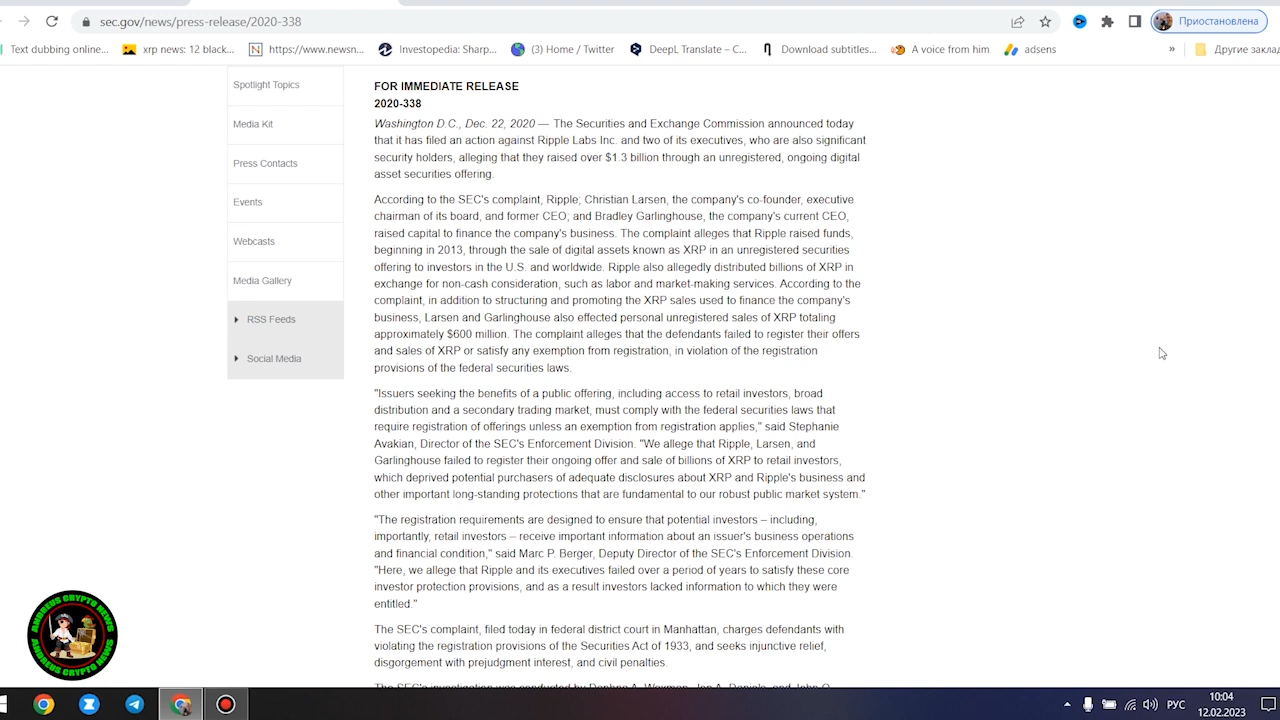 sec.gov/news/press-release/2020-338
Приостановлена
Text dubbing online...
xrp news: 12 black...
https://www.newsn...
Investopedia: Sharp...
(3) Home / Twitter
DeepL Translate – C...
Download subtitles...
A voice from him
adsens
»
Другие заклад
Spotlight Topics
Media Kit
Press Contacts
Events
Webcasts
Media Gallery
RSS Feeds
Social Media
FOR IMMEDIATE RELEASE
2020-338
Washington D.C., Dec. 22, 2020 — The Securities and Exchange Commission announced today
that it has filed an action against Ripple Labs Inc. and two of its executives, who are also significant
security holders, alleging that they raised over $1.3 billion through an unregistered, ongoing digital
asset securities offering.
According to the SEC's complaint, Ripple; Christian Larsen, the company's co-founder, executive
chairman of its board, and former CEO; and Bradley Garlinghouse, the company's current CEO,
raised capital to finance the company's business. The complaint alleges that Ripple raised funds,
beginning in 2013, through the sale of digital assets known as XRP in an unregistered securities
offering to investors in the U.S. and worldwide. Ripple also allegedly distributed billions of XRP in
exchange for non-cash consideration, such as labor and market-making services. According to the
complaint, in addition to structuring and promoting the XRP sales used to finance the company's
business, Larsen and Garlinghouse also effected personal unregistered sales of XRP totaling
approximately $600 million. The complaint alleges that the defendants failed to register their offers
and sales of XRP or satisfy any exemption from registration, in violation of the registration
provisions of the federal securities laws.
"Issuers seeking the benefits of a public offering, including access to retail investors, broad
distribution and a secondary trading market, must comply with the federal securities laws that
require registration of offerings unless an exemption from registration applies," said Stephanie
Avakian, Director of the SEC's Enforcement Division. "We allege that Ripple, Larsen, and
Garlinghouse failed to register their ongoing offer and sale of billions of XRP to retail investors,
which deprived potential purchasers of adequate disclosures about XRP and Ripple's business and
other important long-standing protections that are fundamental to our robust public market system."
"The registration requirements are designed to ensure that potential investors – including,
importantly, retail investors – receive important information about an issuer's business operations
and financial condition," said Marc P. Berger, Deputy Director of the SEC's Enforcement Division.
"Here, we allege that Ripple and its executives failed over a period of years to satisfy these core
investor protection provisions, and as a result investors lacked information to which they were
entitled."
The SEC's complaint, filed today in federal district court in Manhattan, charges defendants with
violating the registration provisions of the Securities Act of 1933, and seeks injunctive relief,
disgorgement with prejudgment interest, and civil penalties.
The SEC's investigation was conducted by Daphna A. Waxman, Jon A. Daniels, and John O.
ANDREUS CRYPTO NEWS
ANDREUS CRYPTO NEWS
РУС
10:04
12.02.2023